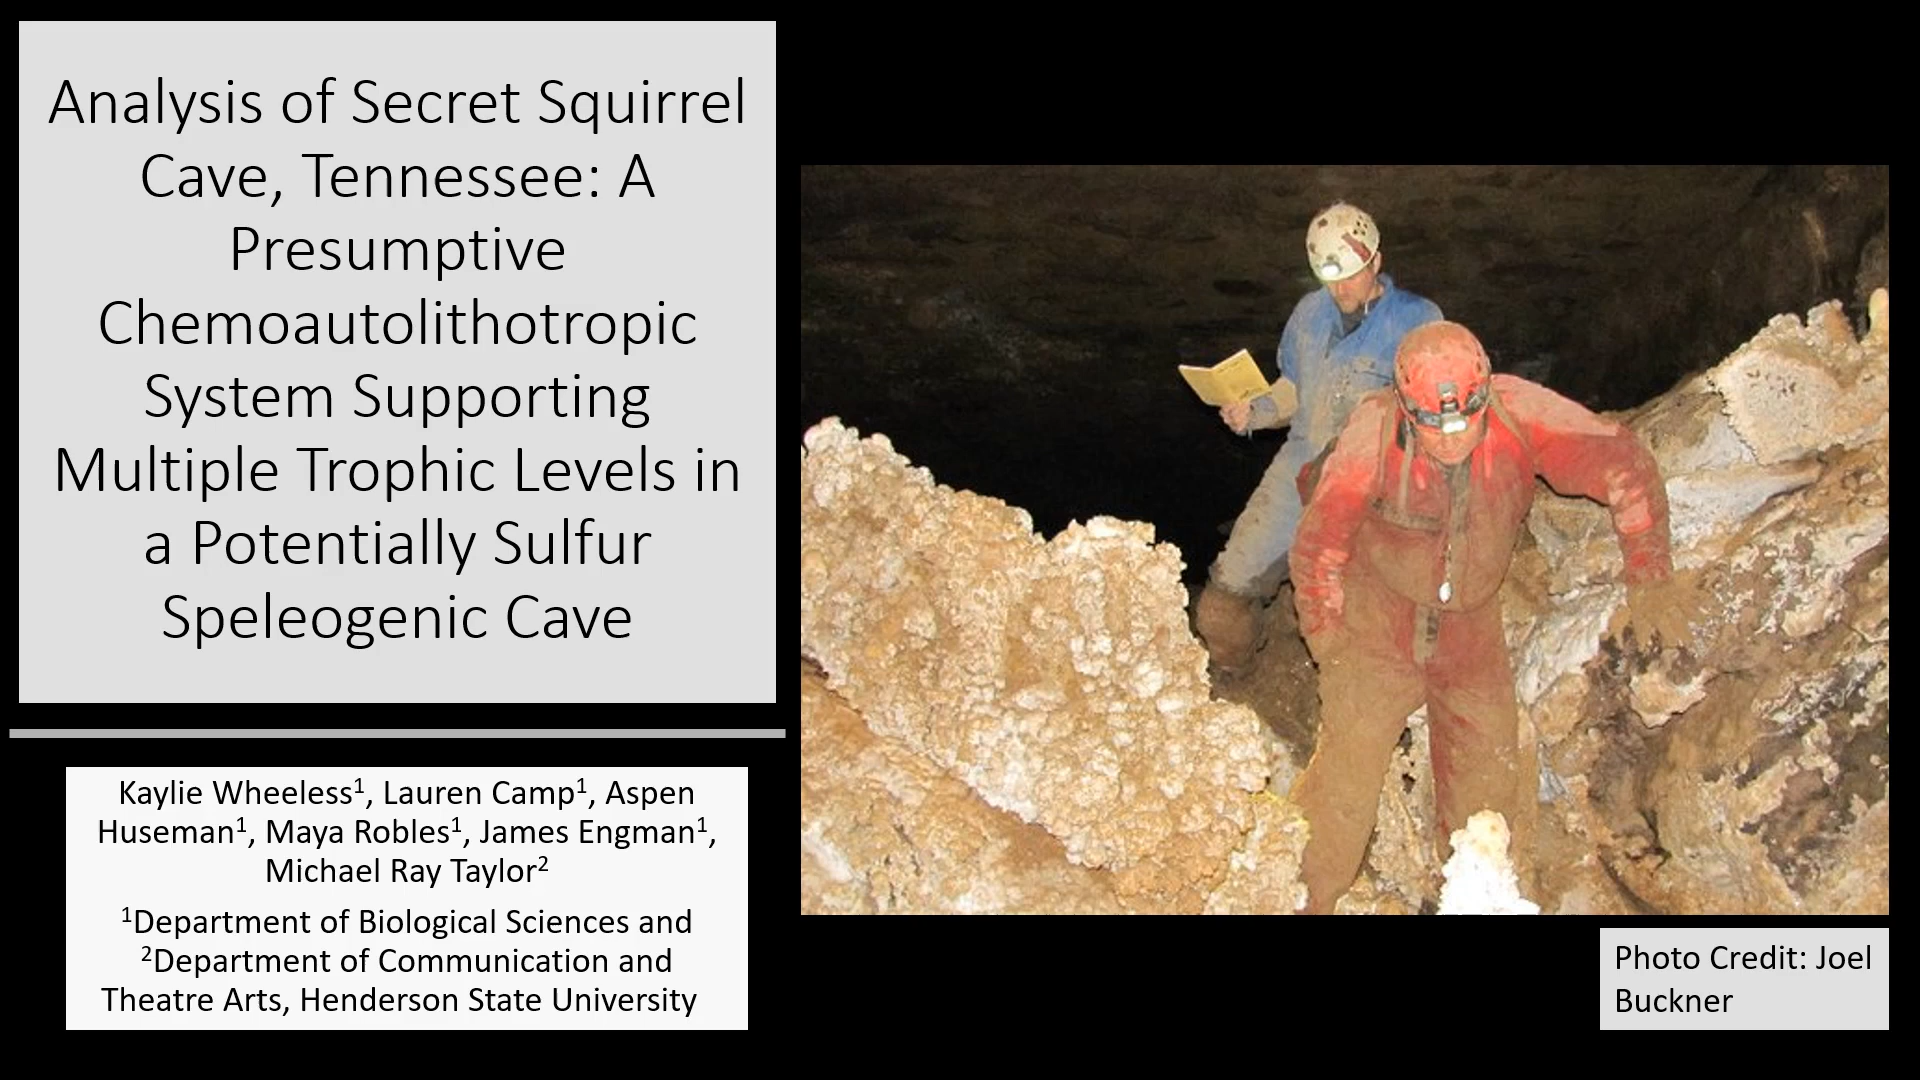 Analysis of Secret Squirrel
Cave, Tennessee: A
Presumptive
Chemoautolithotropic
System Supporting
Multiple Trophic Levels in
a Potentially Sulfur
Speleogenic Cave
Kaylie Wheeless¹, Lauren Camp¹, Aspen
Huseman¹, Maya Robles¹, James Engman¹,
Michael Ray Taylor²
¹Department of Biological Sciences and
²Department of Communication and
Theatre Arts, Henderson State University
Photo Credit: Joel
Buckner